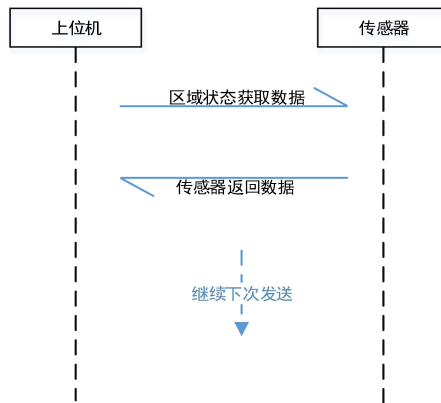 上位机
传感器
区域状态获取数据
传感器返回数据
继续下次发送